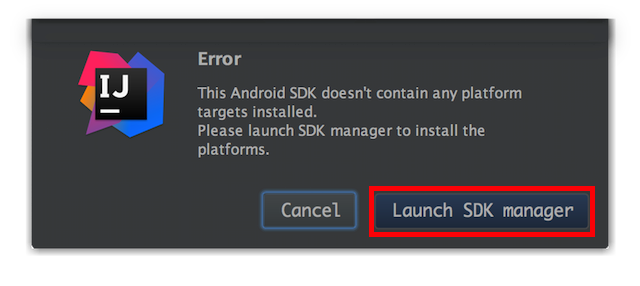 IJ
Error
This Android SDK doesn't contain any platform
targets installed.
Please launch SDK manager to install the
platforms.
Cancel Launch SDK manager